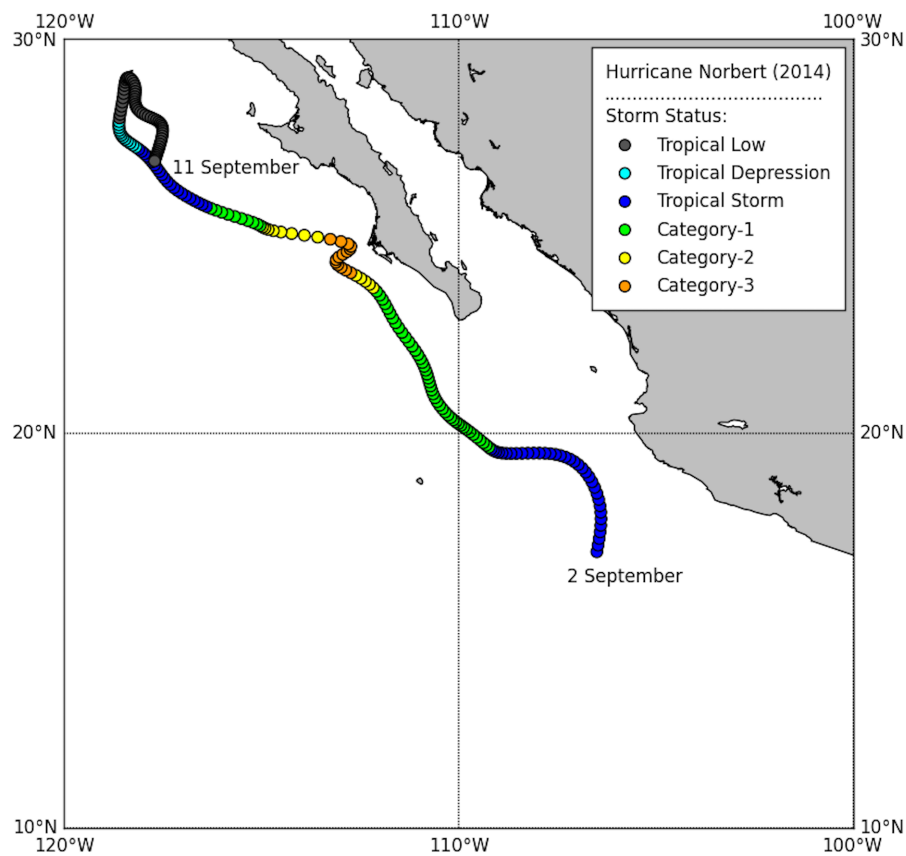 120°W 110°W 100°W
30°N 30°N
Hurricane Norbert (2014)
Storm Status:
Tropical Low
11 September
Tropical Depression
Tropical Storm
Category-1
Category-2
Category-3
20°N 20°N
2 September
10°N 10°N
120°W 110°W 100°W